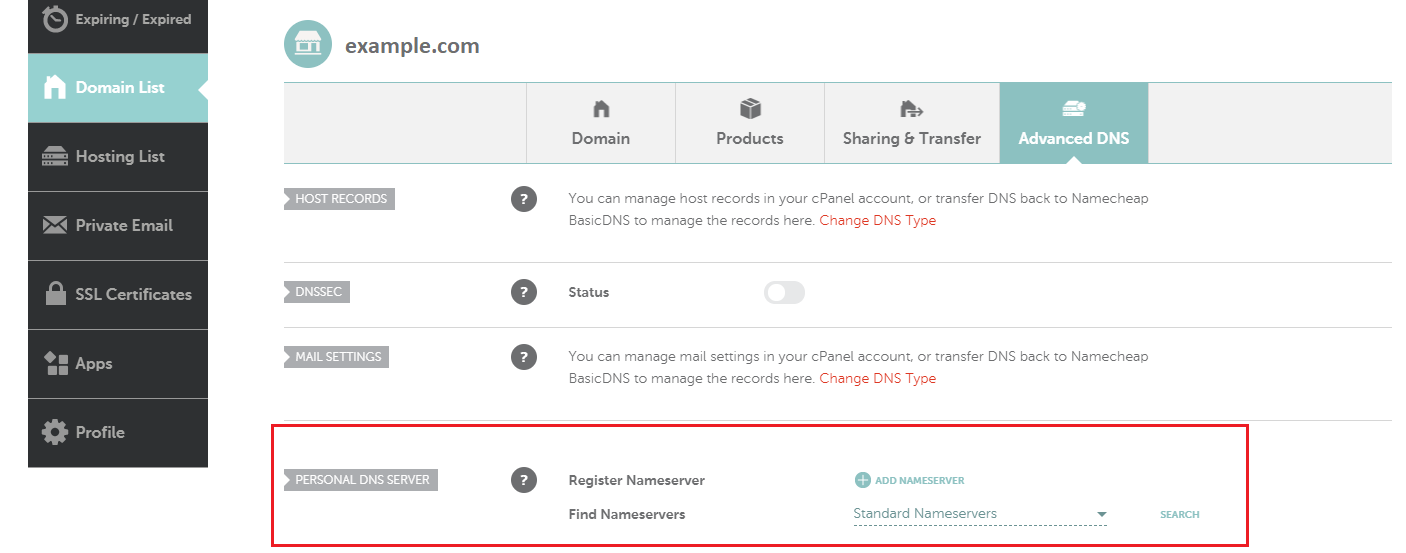 Expiring / Expired
Domain List
Hosting List
Private Email
SSL Certificates
Apps
Profile
example.com
Domain
Products
Sharing & Transfer
Advanced DNS
HOST RECORDS
?
You can manage host records in your cPanel account, or transfer DNS back to Namecheap
BasicDNS to manage the records here. Change DNS Type
DNSSEC
?
Status
MAIL SETTINGS
?
You can manage mail settings in your cPanel account, or transfer DNS back to Namecheap
BasicDNS to manage the records here. Change DNS Type
PERSONAL DNS SERVER
?
Register Nameserver
ADD NAMESERVER
Find Nameservers
Standard Nameservers
SEARCH